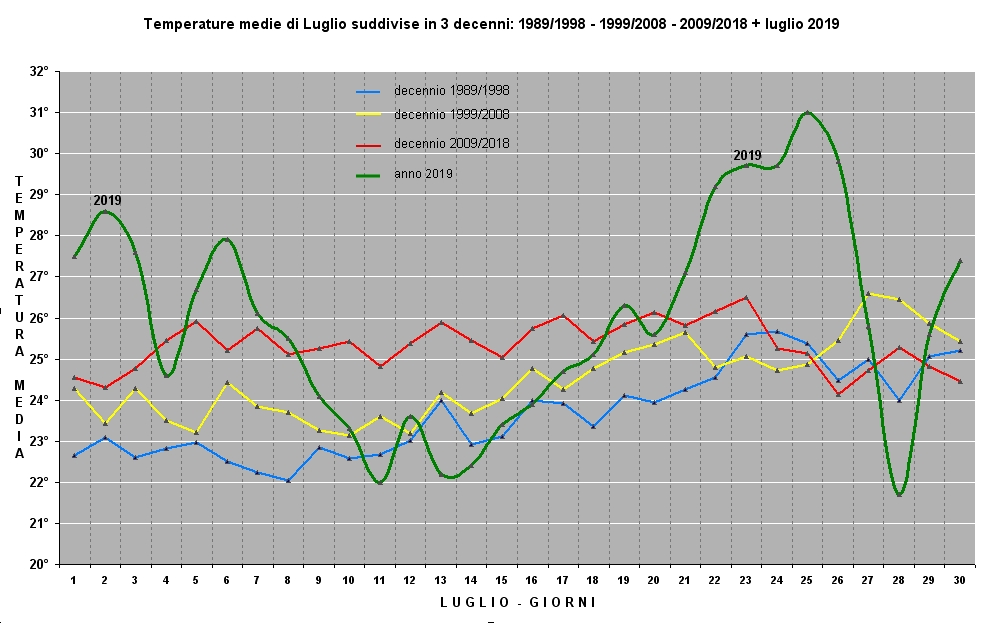 Temperature medie di Luglio suddivise in 3 decenni: 1989/1998 - 1999/2008 - 2009/2018 + luglio 2019
decennio 1989/1998
decennio 1999/2008
decennio 2009/2018
anno 2019
2019
2019
TEMPERATURA MEDIA
32°
31°
30°
29°
28°
27°
26°
25°
24°
23°
22°
21°
20°
1 2 3 4 5 6 7 8 9 10 11 12 13 14 15 16 17 18 19 20 21 22 23 24 25 26 27 28 29 30
LUGLIO - GIORNI